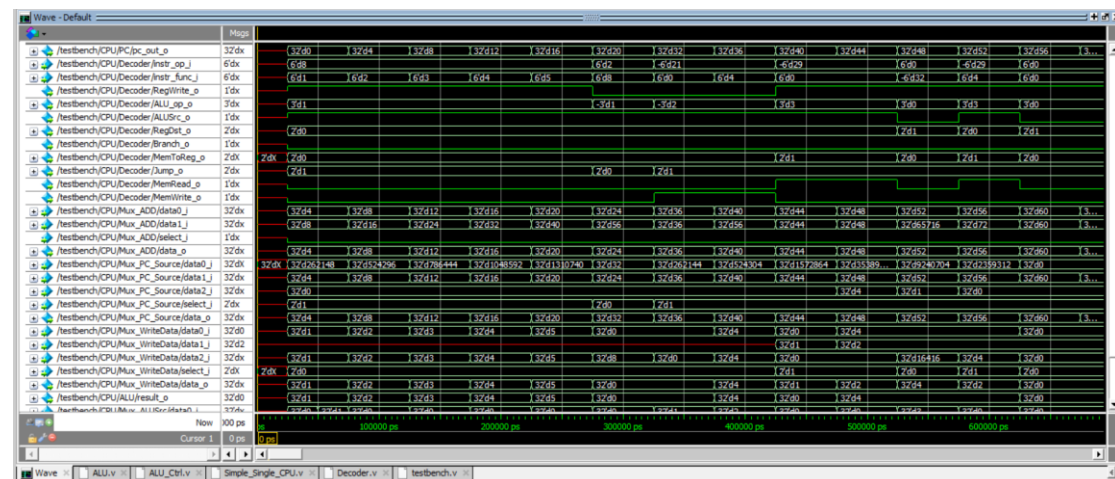 Wave - Default
Msgs
/testbench/CPU/PC/pc_out_o 32'dx 32'd0 32'd4 32'd8 32'd12 32'd16 32'd20 32'd32 32'd36 32'd40 32'd44 32'd48 32'd52 32'd56 3...
/testbench/CPU/Decoder/instr_op_i 6'dx 6'd8 6'd2 -6'd21 -6'd29 6'd0 -6'd29 6'd0
/testbench/CPU/Decoder/instr_func_i 6'dx 6'd1 6'd2 6'd3 6'd4 6'd5 6'd8 6'd0 6'd4 6'd0 -6'd32 6'd4 6'd0
/testbench/CPU/Decoder/RegWrite_o 1'dx
/testbench/CPU/Decoder/ALU_op_o 3'dx 3'd1 -3'd1 -3'd2 3'd3 3'd0 3'd3 3'd0
/testbench/CPU/Decoder/ALUSrc_o 1'dx
/testbench/CPU/Decoder/RegDst_o 2'dx 2'd0 2'd1 2'd0 2'd1
/testbench/CPU/Decoder/Branch_o 1'dx
/testbench/CPU/Decoder/MemToReg_o 2'dX 2'dX 2'd0 2'd1 2'd0 2'd1 2'd0
/testbench/CPU/Decoder/Jump_o 2'dx 2'd1 2'd0 2'd1
/testbench/CPU/Decoder/MemRead_o 1'dx
/testbench/CPU/Decoder/MemWrite_o 1'dx
/testbench/CPU/Mux_ADD/data0_i 32'dx 32'd4 32'd8 32'd12 32'd16 32'd20 32'd24 32'd36 32'd40 32'd44 32'd48 32'd52 32'd56 32'd60 3...
/testbench/CPU/Mux_ADD/data1_i 32'dx 32'd8 32'd16 32'd24 32'd32 32'd40 32'd56 32'd36 32'd56 32'd44 32'd48 32'd65716 32'd72 32'd60 3...
/testbench/CPU/Mux_ADD/select_i 1'dx
/testbench/CPU/Mux_ADD/data_o 32'dx 32'd4 32'd8 32'd12 32'd16 32'd20 32'd24 32'd36 32'd40 32'd44 32'd48 32'd52 32'd56 32'd60 3...
/testbench/CPU/Mux_PC_Source/data0_i 32'dx 32'dX 32'd262148 32'd524296 32'd786444 32'd1048592 32'd1310740 32'd32 32'd262144 32'd524304 32'd1572864 32'd35389... 32'd9240704 32'd2359312 32'd0
/testbench/CPU/Mux_PC_Source/data1_i 32'dx 32'd4 32'd8 32'd12 32'd16 32'd20 32'd24 32'd36 32'd40 32'd44 32'd48 32'd52 32'd56 32'd60 3...
/testbench/CPU/Mux_PC_Source/data2_i 32'dx 32'd0 32'd4 32'd1 32'd0
/testbench/CPU/Mux_PC_Source/select_i 2'dx 2'd1 2'd0 2'd1
/testbench/CPU/Mux_PC_Source/data_o 32'dx 32'd4 32'd8 32'd12 32'd16 32'd20 32'd32 32'd36 32'd40 32'd44 32'd48 32'd52 32'd56 32'd60 3...
/testbench/CPU/Mux_WriteData/data0_i 32'd0 32'd1 32'd2 32'd3 32'd4 32'd5 32'd0 32'd4 32'd0 32'd4 32'd0
/testbench/CPU/Mux_WriteData/data1_i 32'd2 32'd1 32'd2
/testbench/CPU/Mux_WriteData/data2_i 32'dx 32'd1 32'd2 32'd3 32'd4 32'd5 32'd8 32'd0 32'd4 32'd0 32'd16416 32'd4 32'd0
/testbench/CPU/Mux_WriteData/select_i 2'dX 2'dX 2'd0 2'd1 2'd0 2'd1 2'd0
/testbench/CPU/Mux_WriteData/data_o 32'd0 32'd1 32'd2 32'd3 32'd4 32'd5 32'd0 32'd4 32'd1 32'd2 32'd4 32'd2 32'd0
/testbench/CPU/ALU/result_o 32'd0 32'd1 32'd2 32'd3 32'd4 32'd5 32'd0 32'd4 32'd0 32'd4 32'd0
/testbench/CPU/Mux_ALUSrc/data0_i
Now 000 ps ps 100000 ps 200000 ps 300000 ps 400000 ps 500000 ps 600000 ps
Cursor 1 0 ps 0 ps
Wave ALU.v ALU_Ctrl.v Simple_Single_CPU.v Decoder.v testbench.v